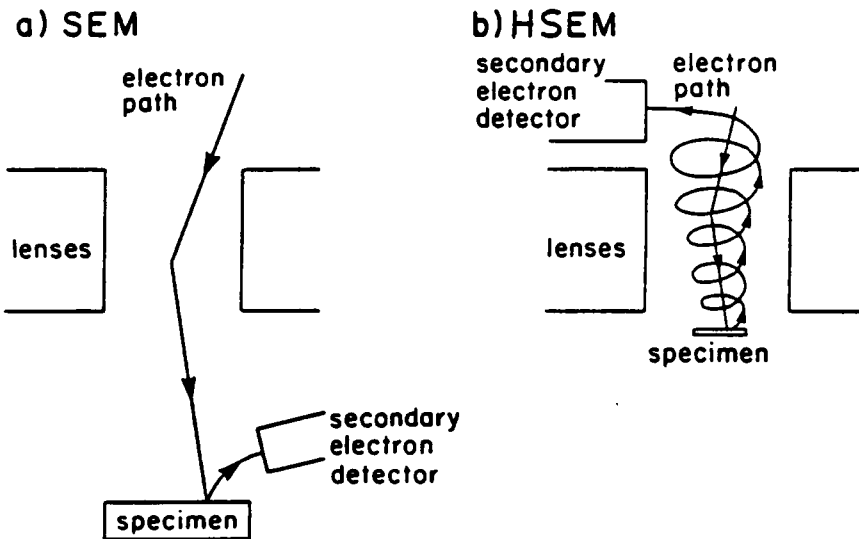 a) SEM
electron
path
lenses
secondary
electron
detector
specimen
b) HSEM
secondary
electron
detector
electron
path
lenses
specimen